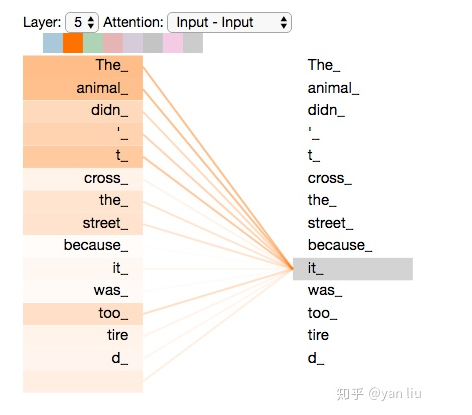 Layer: 5 Attention: Input - Input
The_ The_
animal_ animal_
didn_ didn_
'_ '_
t_ t_
cross_ cross_
the_ the_
street_ street_
because_ because_
it_ it_
was_ was_
too_ too_
tire tire
d_ d_
知乎 @yan liu